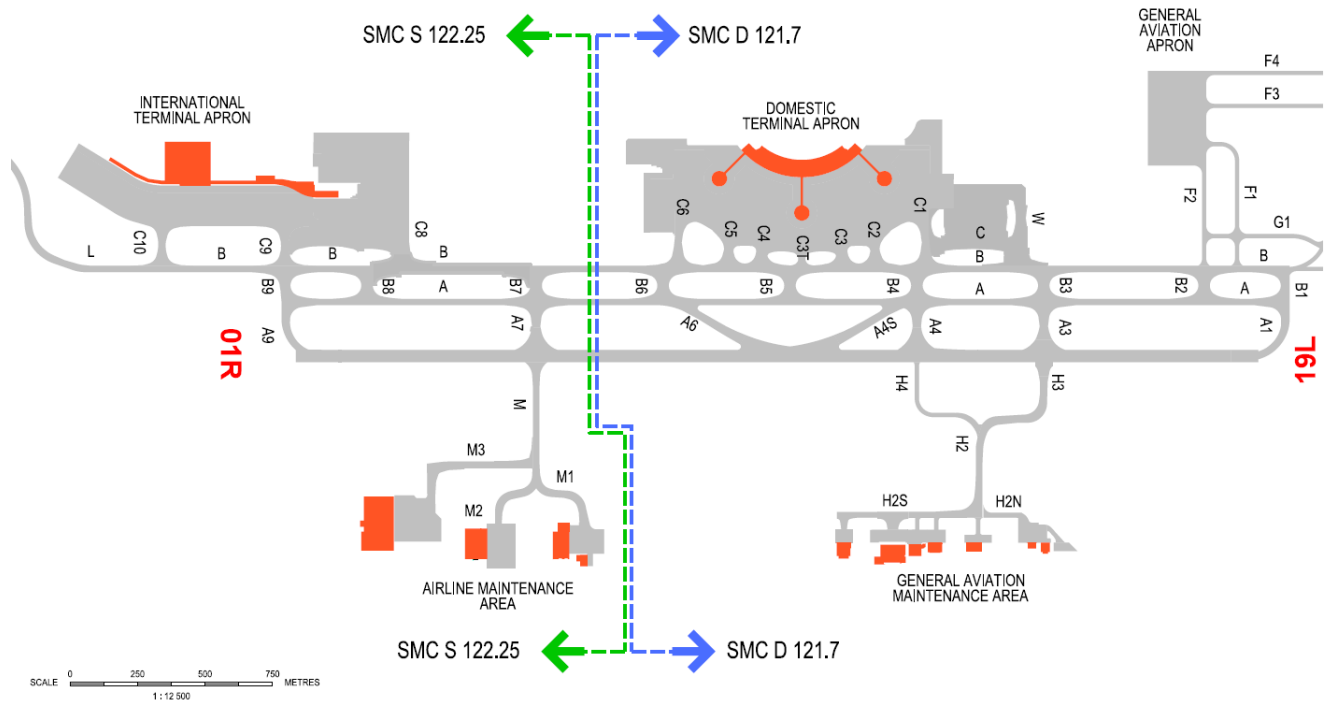 SMC S 122.25
SMC D 121.7
GENERAL
AVIATION
APRON
F4
F3
INTERNATIONAL
TERMINAL APRON
DOMESTIC
TERMINAL APRON
F2
F1
G1
C10
C9
C8
C6
C5
C4
C3T
C3
C2
C1
C
W
L
B
B
B
B
B
B9
B8
A
B7
B6
B5
B4
A
B3
B2
A
B1
A9
A7
A6
A4S
A4
A3
A1
01R
19L
M
H4
H3
H2
M3
M1
M2
H2S
H2N
AIRLINE MAINTENANCE
AREA
GENERAL AVIATION
MAINTENANCE AREA
SMC S 122.25
SMC D 121.7
SCALE
0
250
500
750
METRES
1 : 12 500